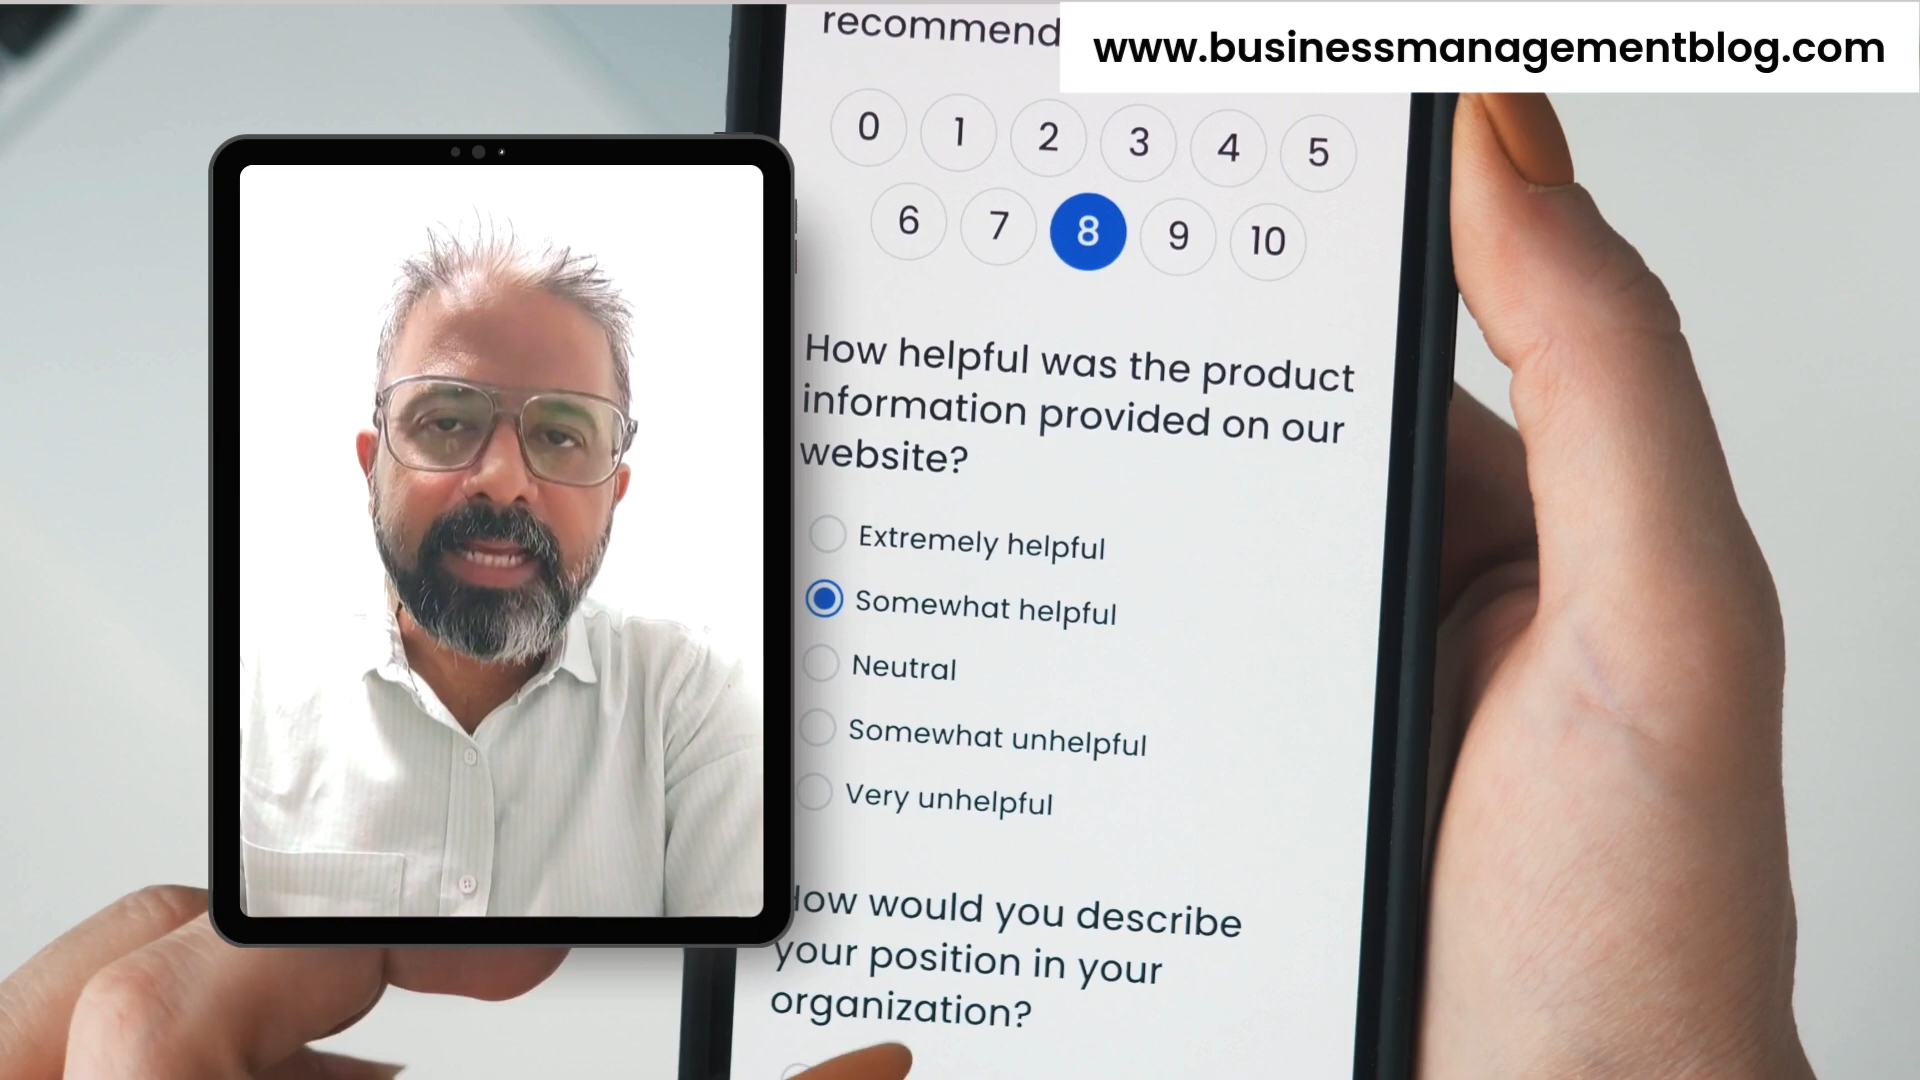 www.businessmanagementblog.com
recommend
0 1 2 3 4 5
6 7 8 9 10
How helpful was the product
information provided on our
website?
Extremely helpful
Somewhat helpful
Neutral
Somewhat unhelpful
Very unhelpful
How would you describe
your position in your
organization?